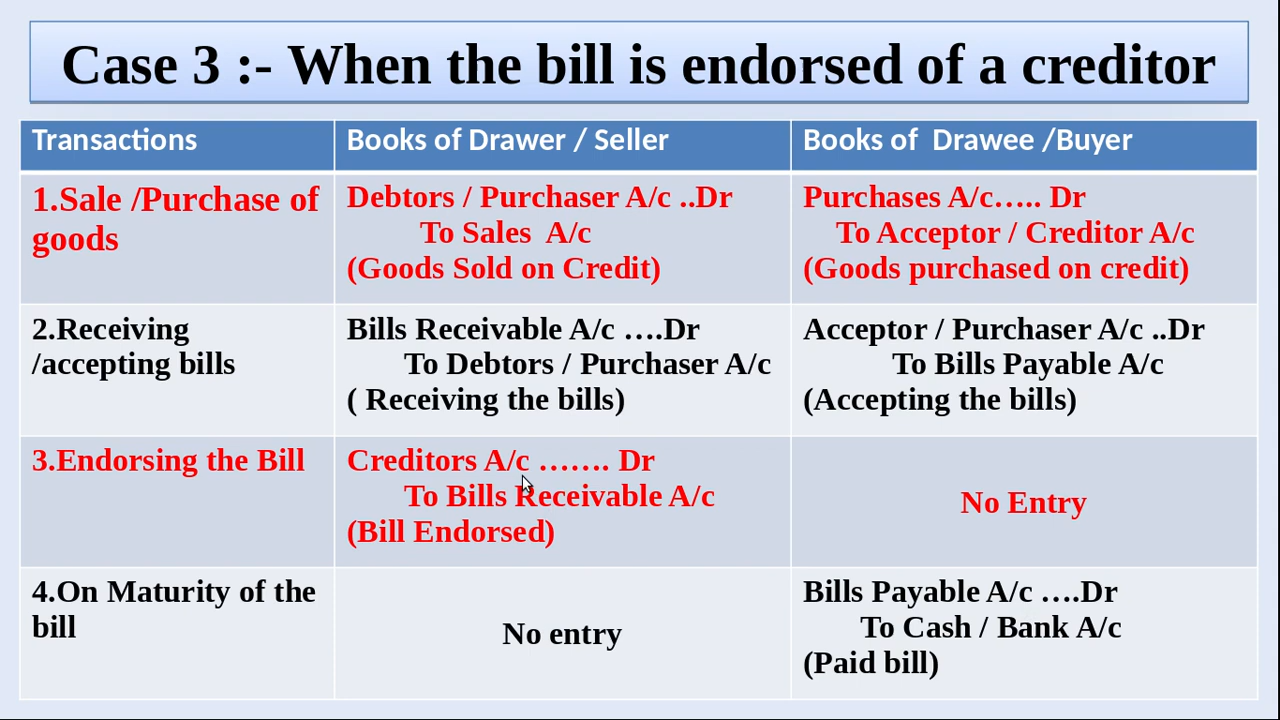 Case 3 :- When the bill is endorsed of a creditor
Transactions
Books of Drawer / Seller
Books of Drawee /Buyer
1.Sale /Purchase of
goods
Debtors / Purchaser A/c ..Dr
To Sales A/c
(Goods Sold on Credit)
Purchases A/c….. Dr
To Acceptor / Creditor A/c
(Goods purchased on credit)
2.Receiving
/accepting bills
Bills Receivable A/c ….Dr
To Debtors / Purchaser A/c
( Receiving the bills)
Acceptor / Purchaser A/c ..Dr
To Bills Payable A/c
(Accepting the bills)
3.Endorsing the Bill
Creditors A/c ……. Dr
To Bills Receivable A/c
(Bill Endorsed)
No Entry
4.On Maturity of the
bill
No entry
Bills Payable A/c ….Dr
To Cash / Bank A/c
(Paid bill)